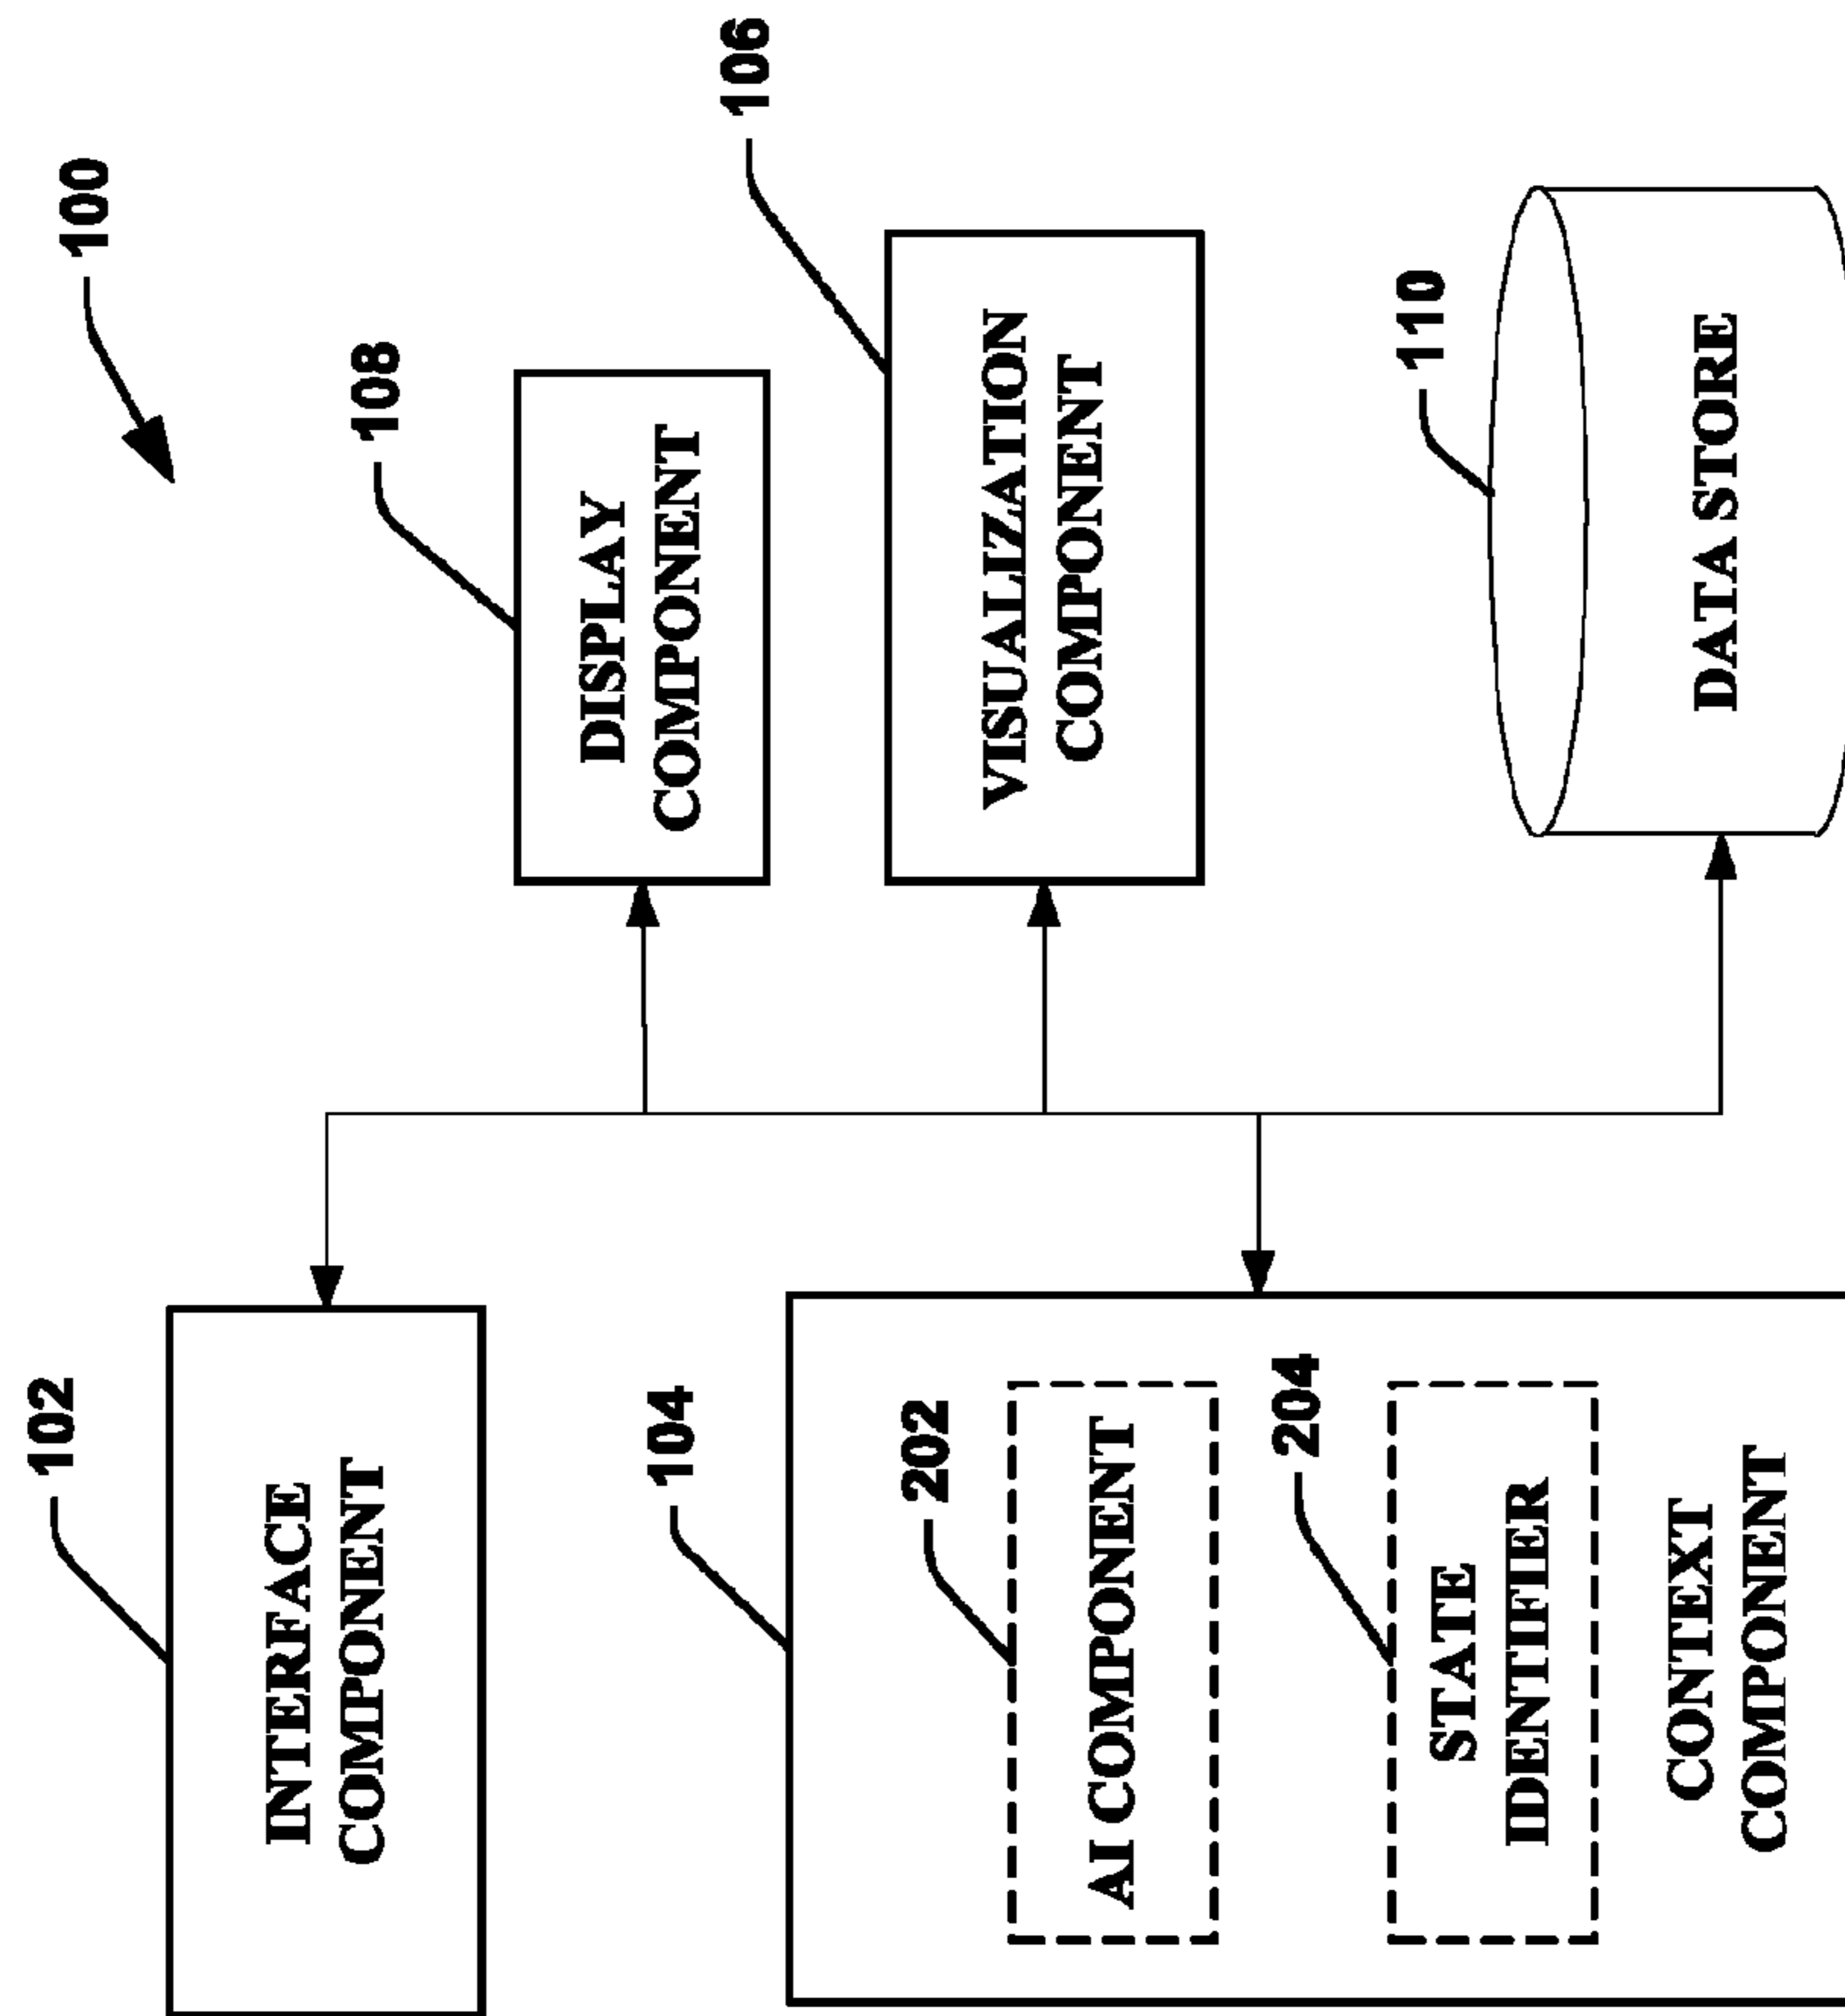 100
102
INTERFACE
COMPONENT
108
DISPLAY
COMPONENT
104
202
AI COMPONENT
204
STATE
IDENTIFIER
CONTEXT
COMPONENT
106
VISUALIZATION
COMPONENT
110
DATA STORE